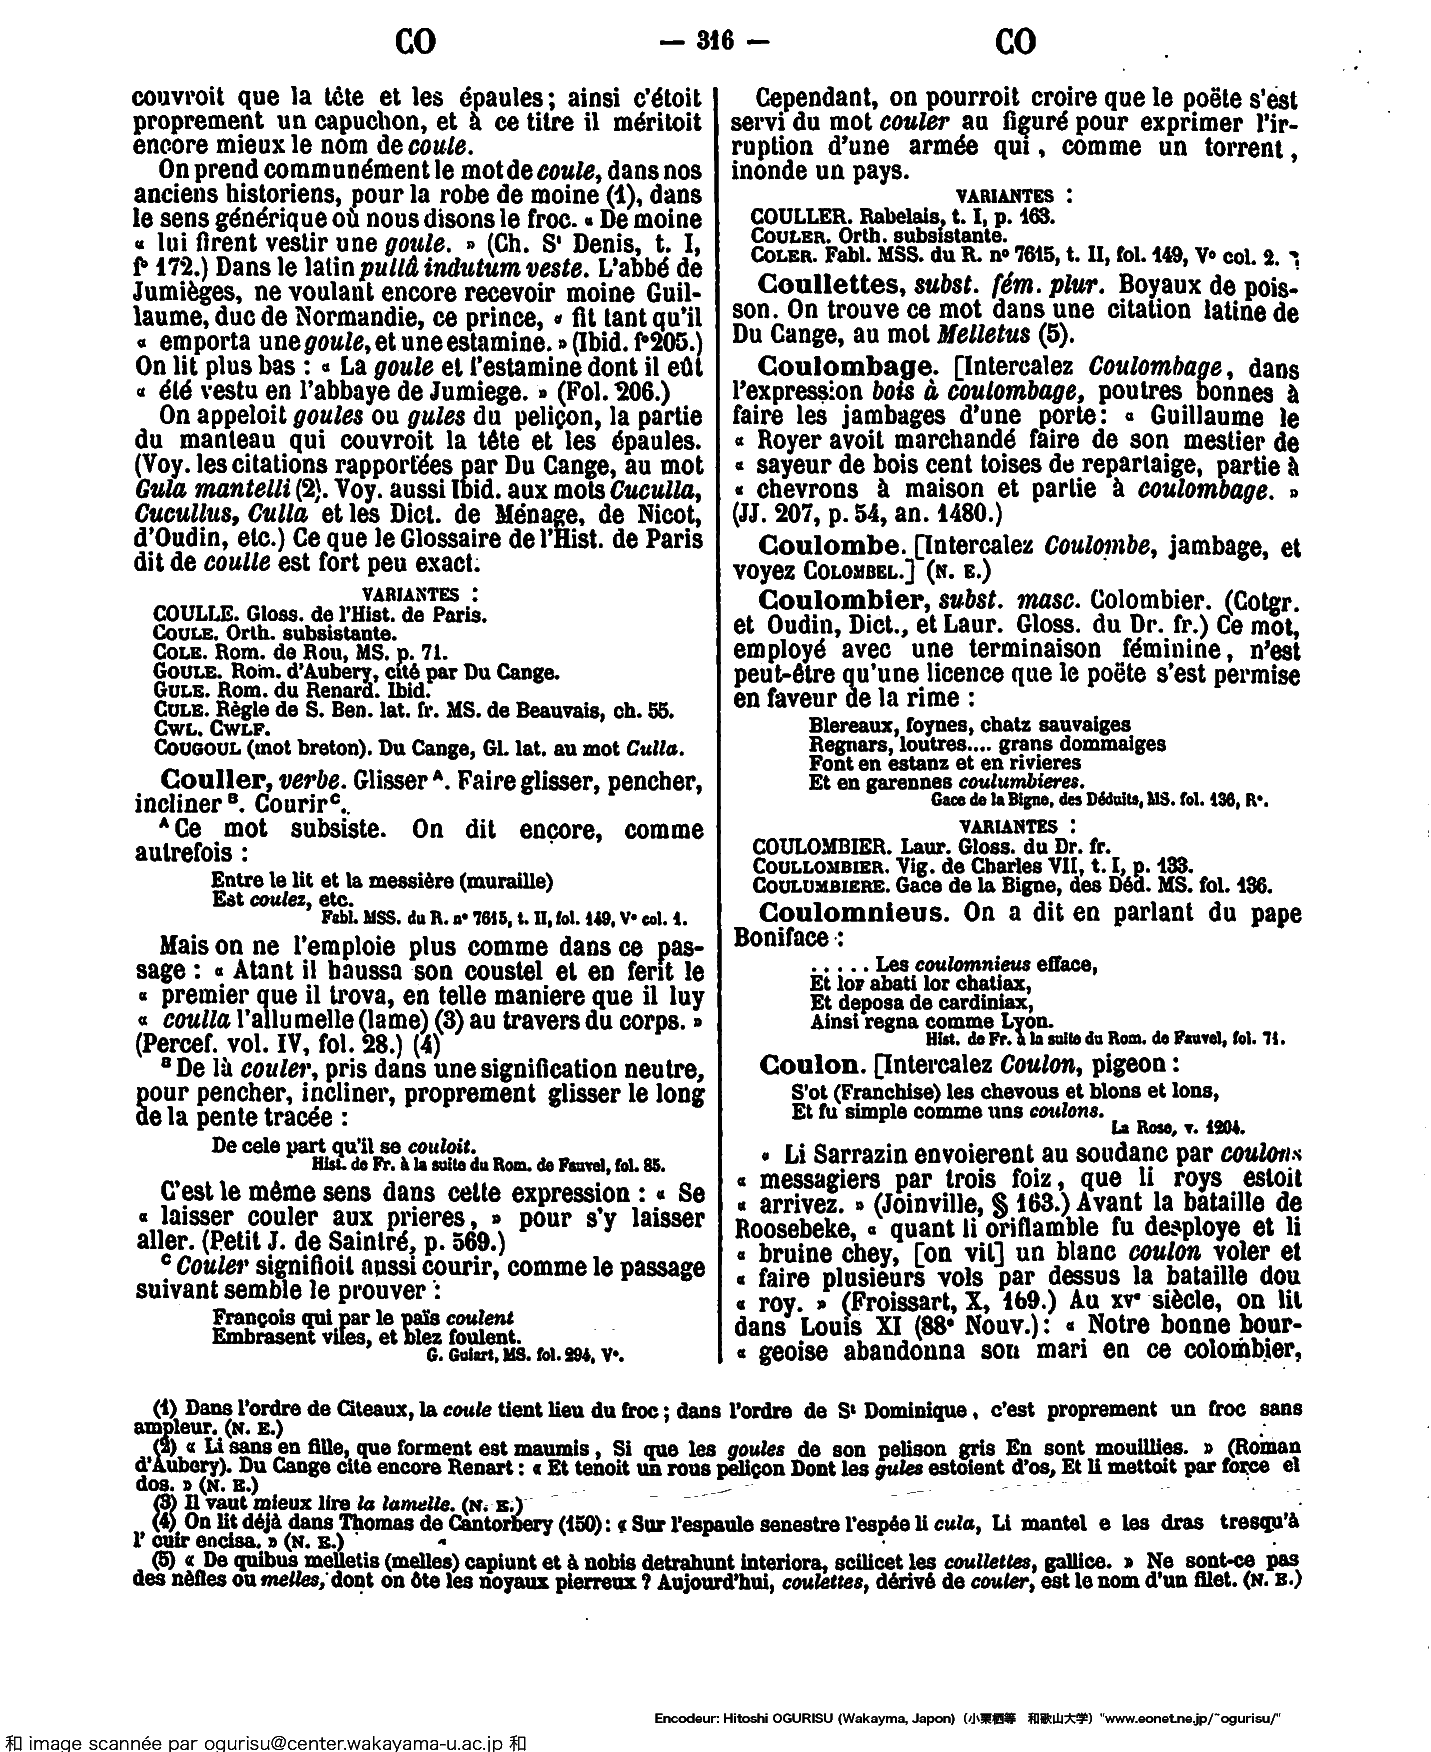 CO — 316 — CO
couvroit que la tête et les épaules; ainsi c'étoit
proprement un capuchon, et à ce titre il méritoit
encore mieux le nom de coule.
On prend communément le mot de coule, dans nos
anciens historiens, pour la robe de moine (1), dans
le sens générique où nous disons le froc. « De moine
« lui firent vestir une goule. » (Ch. St Denis, t. I,
fo 172.) Dans le latin pullâ indutum veste. L'abbé de
Jumièges, ne voulant encore recevoir moine Guil-
laume, duc de Normandie, ce prince, « fit tant qu'il
« emporta une goule, et une estamine. » (Ibid. fo 205.)
On lit plus bas : « La goule et l'estamine dont il eût
« été vestu en l'abbaye de Jumiege. » (Fol. 206.)
On appeloit goules ou gules du peliçon, la partie
du manteau qui couvroit la tête et les épaules.
(Voy. les citations rapportées par Du Cange, au mot
Gula mantelli (2). Voy. aussi Ibid. aux mots Cuculla,
Cucullus, Culla et les Dict. de Ménage, de Nicot,
d'Oudin, etc.) Ce que le Glossaire de l'Hist. de Paris
dit de coulle est fort peu exact.
VARIANTES :
COULLE. Gloss. de l'Hist. de Paris.
COULE. Orth. subsistante.
COLE. Rom. de Rou, MS. p. 71.
GOULE. Rom. d'Aubery, cité par Du Cange.
GULE. Rom. du Renard. Ibid.
CULE. Règle de S. Ben. lat. fr. MS. de Beauvais, ch. 55.
CWL. CWLF.
COUGOUL (mot breton). Du Cange, Gl. lat. au mot Culla.
Couller, verbe. Glisser A. Faire glisser, pencher,
incliner B. Courir C.
A Ce mot subsiste. On dit encore, comme
autrefois :
Entre le lit et la messière (muraille)
Est coulez, etc.
Fabl. MSS. du R. no 7615, t. II, fol. 149, Vo col. 1.
Mais on ne l'emploie plus comme dans ce pas-
sage : « Atant il haussa son coustel et en ferit le
« premier que il trova, en telle maniere que il luy
« coulla l'allumelle (lame) (3) au travers du corps. »
(Percef. vol. IV, fol. 28.) (4)
B De là couler, pris dans une signification neutre,
pour pencher, incliner, proprement glisser le long
de la pente tracée :
De cele part qu'il se couloit.
Hist. de Fr. à la suite du Rom. de Fauvel, fol. 85.
C'est le même sens dans cette expression : « Se
« laisser couler aux prieres, » pour s'y laisser
aller. (Petit J. de Saintré, p. 569.)
C Couler signifioit aussi courir, comme le passage
suivant semble le prouver :
François qui par le païs coulent
Embrasent viles, et blez foulent.
G. Guiart, MS. fol. 294, Vo.
Cependant, on pourroit croire que le poëte s'est
servi du mot couler au figuré pour exprimer l'ir-
ruption d'une armée qui, comme un torrent,
inonde un pays.
VARIANTES :
COULLER. Rabelais, t. I, p. 163.
COULER. Orth. subsistante.
COLER. Fabl. MSS. du R. no 7615, t. II, fol. 149, Vo col. 2.
Coullettes, subst. fém. plur. Boyaux de pois-
son. On trouve ce mot dans une citation latine de
Du Cange, au mot Melletus (5).
Coulombage. [Intercalez Coulombage, dans
l'expression bois à coulombage, poutres bonnes à
faire les jambages d'une porte: « Guillaume le
« Royer avoit marchandé faire de son mestier de
« sayeur de bois cent toises de repartaige, partie à
« chevrons à maison et partie à coulombage. »
(JJ. 207, p. 54, an. 1480.)
Coulombe. [Intercalez Coulombe, jambage, et
voyez COLOMBEL.] (N. E.)
Coulombier, subst. masc. Colombier. (Cotgr.
et Oudin, Dict., et Laur. Gloss. du Dr. fr.) Ce mot,
employé avec une terminaison féminine, n'est
peut-être qu'une licence que le poëte s'est permise
en faveur de la rime :
Blereaux, foynes, chatz sauvaiges
Regnars, loutres.... grans dommaiges
Font en estanz et en rivieres
Et en garennes coulumbieres.
Gace de la Bigne, des Déduits, MS. fol. 136, Ro.
VARIANTES :
COULOMBIER. Laur. Gloss. du Dr. fr.
COULLOMBIER. Vig. de Charles VII, t. I, p. 133.
COULUMBIERE. Gace de la Bigne, des Déd. MS. fol. 136.
Coulomnieus. On a dit en parlant du pape
Boniface :
. . . . . Les coulomnieus efface,
Et lor abati lor chatiax,
Et deposa de cardiniax,
Ainsi regna comme Lyon.
Hist. de Fr. à la suite du Rom. de Fauvel, fol. 71.
Coulon. [Intercalez Coulon, pigeon :
S'ot (Franchise) les chevous et blons et lons,
Et fu simple comme uns coulons.
La Rose, v. 1204.
« Li Sarrazin envoierent au soudanc par coulons
« messagiers par trois foiz, que li roys estoit
« arrivez. » (Joinville, § 163.) Avant la bataille de
Roosebeke, « quant li oriflamble fu desploye et li
« bruine chey, [on vit] un blanc coulon voler et
« faire plusieurs vols par dessus la bataille dou
« roy. » (Froissart, X, 169.) Au xve siècle, on lit
dans Louis XI (88e Nouv.): « Notre bonne bour-
« geoise abandonna son mari en ce colombier,
(1) Dans l'ordre de Citeaux, la coule tient lieu du froc; dans l'ordre de St Dominique, c'est proprement un froc sans
ampleur. (N. E.)
(2) « Li sans en fille, que forment est maumis, Si que les goules de son pelison gris En sont mouillies. » (Roman
d'Aubery). Du Cange cite encore Renart : « Et tenoit un rous peliçon Dont les gules estoient d'os, Et li mettoit par force el
dos. » (N. E.)
(3) Il vaut mieux lire la lamelle. (N. E.)
(4) On lit déjà dans Thomas de Cantorbery (150): « Sur l'espaule senestre l'espée li cula, Li mantel e les dras tresqu'à
l' cuir encisa. » (N. E.)
(5) « De quibus melletis (melles) capiunt et à nobis detrahunt interiora, scilicet les coullettes, gallice. » Ne sont-ce pas
des nèfles ou melles, dont on ôte les noyaux pierreux ? Aujourd'hui, coulettes, dérivé de couler, est le nom d'un filet. (N. E.)
Encodeur: Hitoshi OGURISU (Wakayma, Japon) (小栗栖等 和歌山大学) "www.eonet.ne.jp/~ogurisu/"
和 image scannée par ogurisu@center.wakayama-u.ac.jp 和